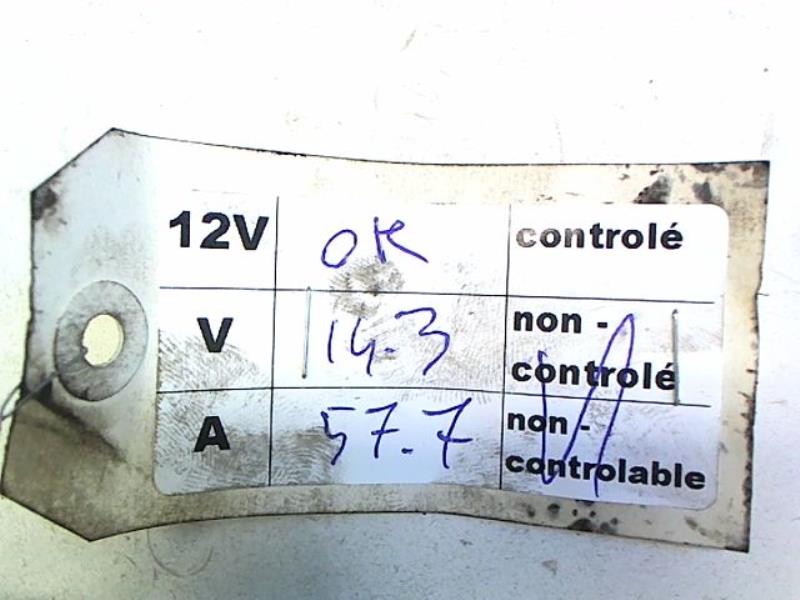 12V OK controlé
V 14.3 non -
controlé
A 57.7 non -
controlable